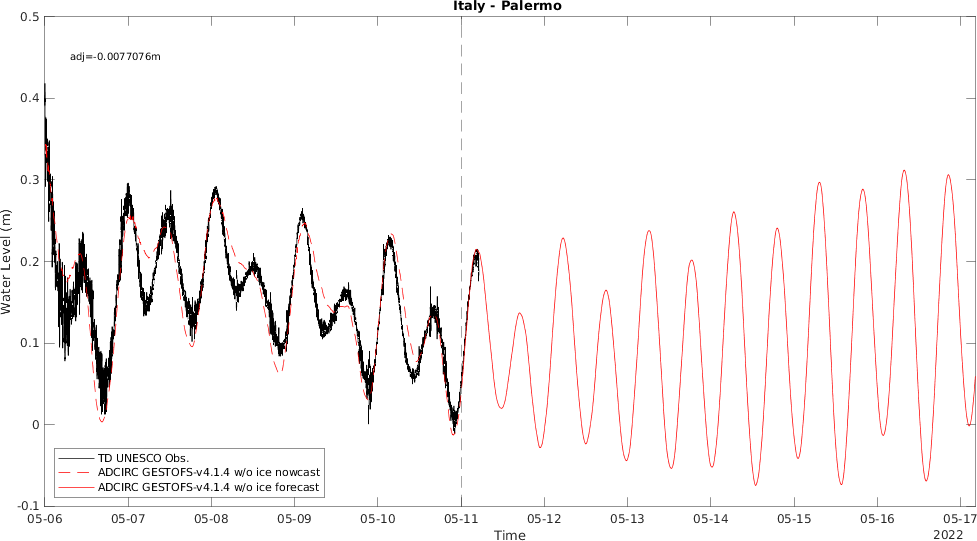 Italy - Palermo
adj=-0.0077076m
Water Level (m)
0.5
0.4
0.3
0.2
0.1
0
-0.1
TD UNESCO Obs.
ADCIRC GESTOFS-v4.1.4 w/o ice nowcast
ADCIRC GESTOFS-v4.1.4 w/o ice forecast
05-06 05-07 05-08 05-09 05-10 05-11 05-12 05-13 05-14 05-15 05-16 05-17
Time
2022